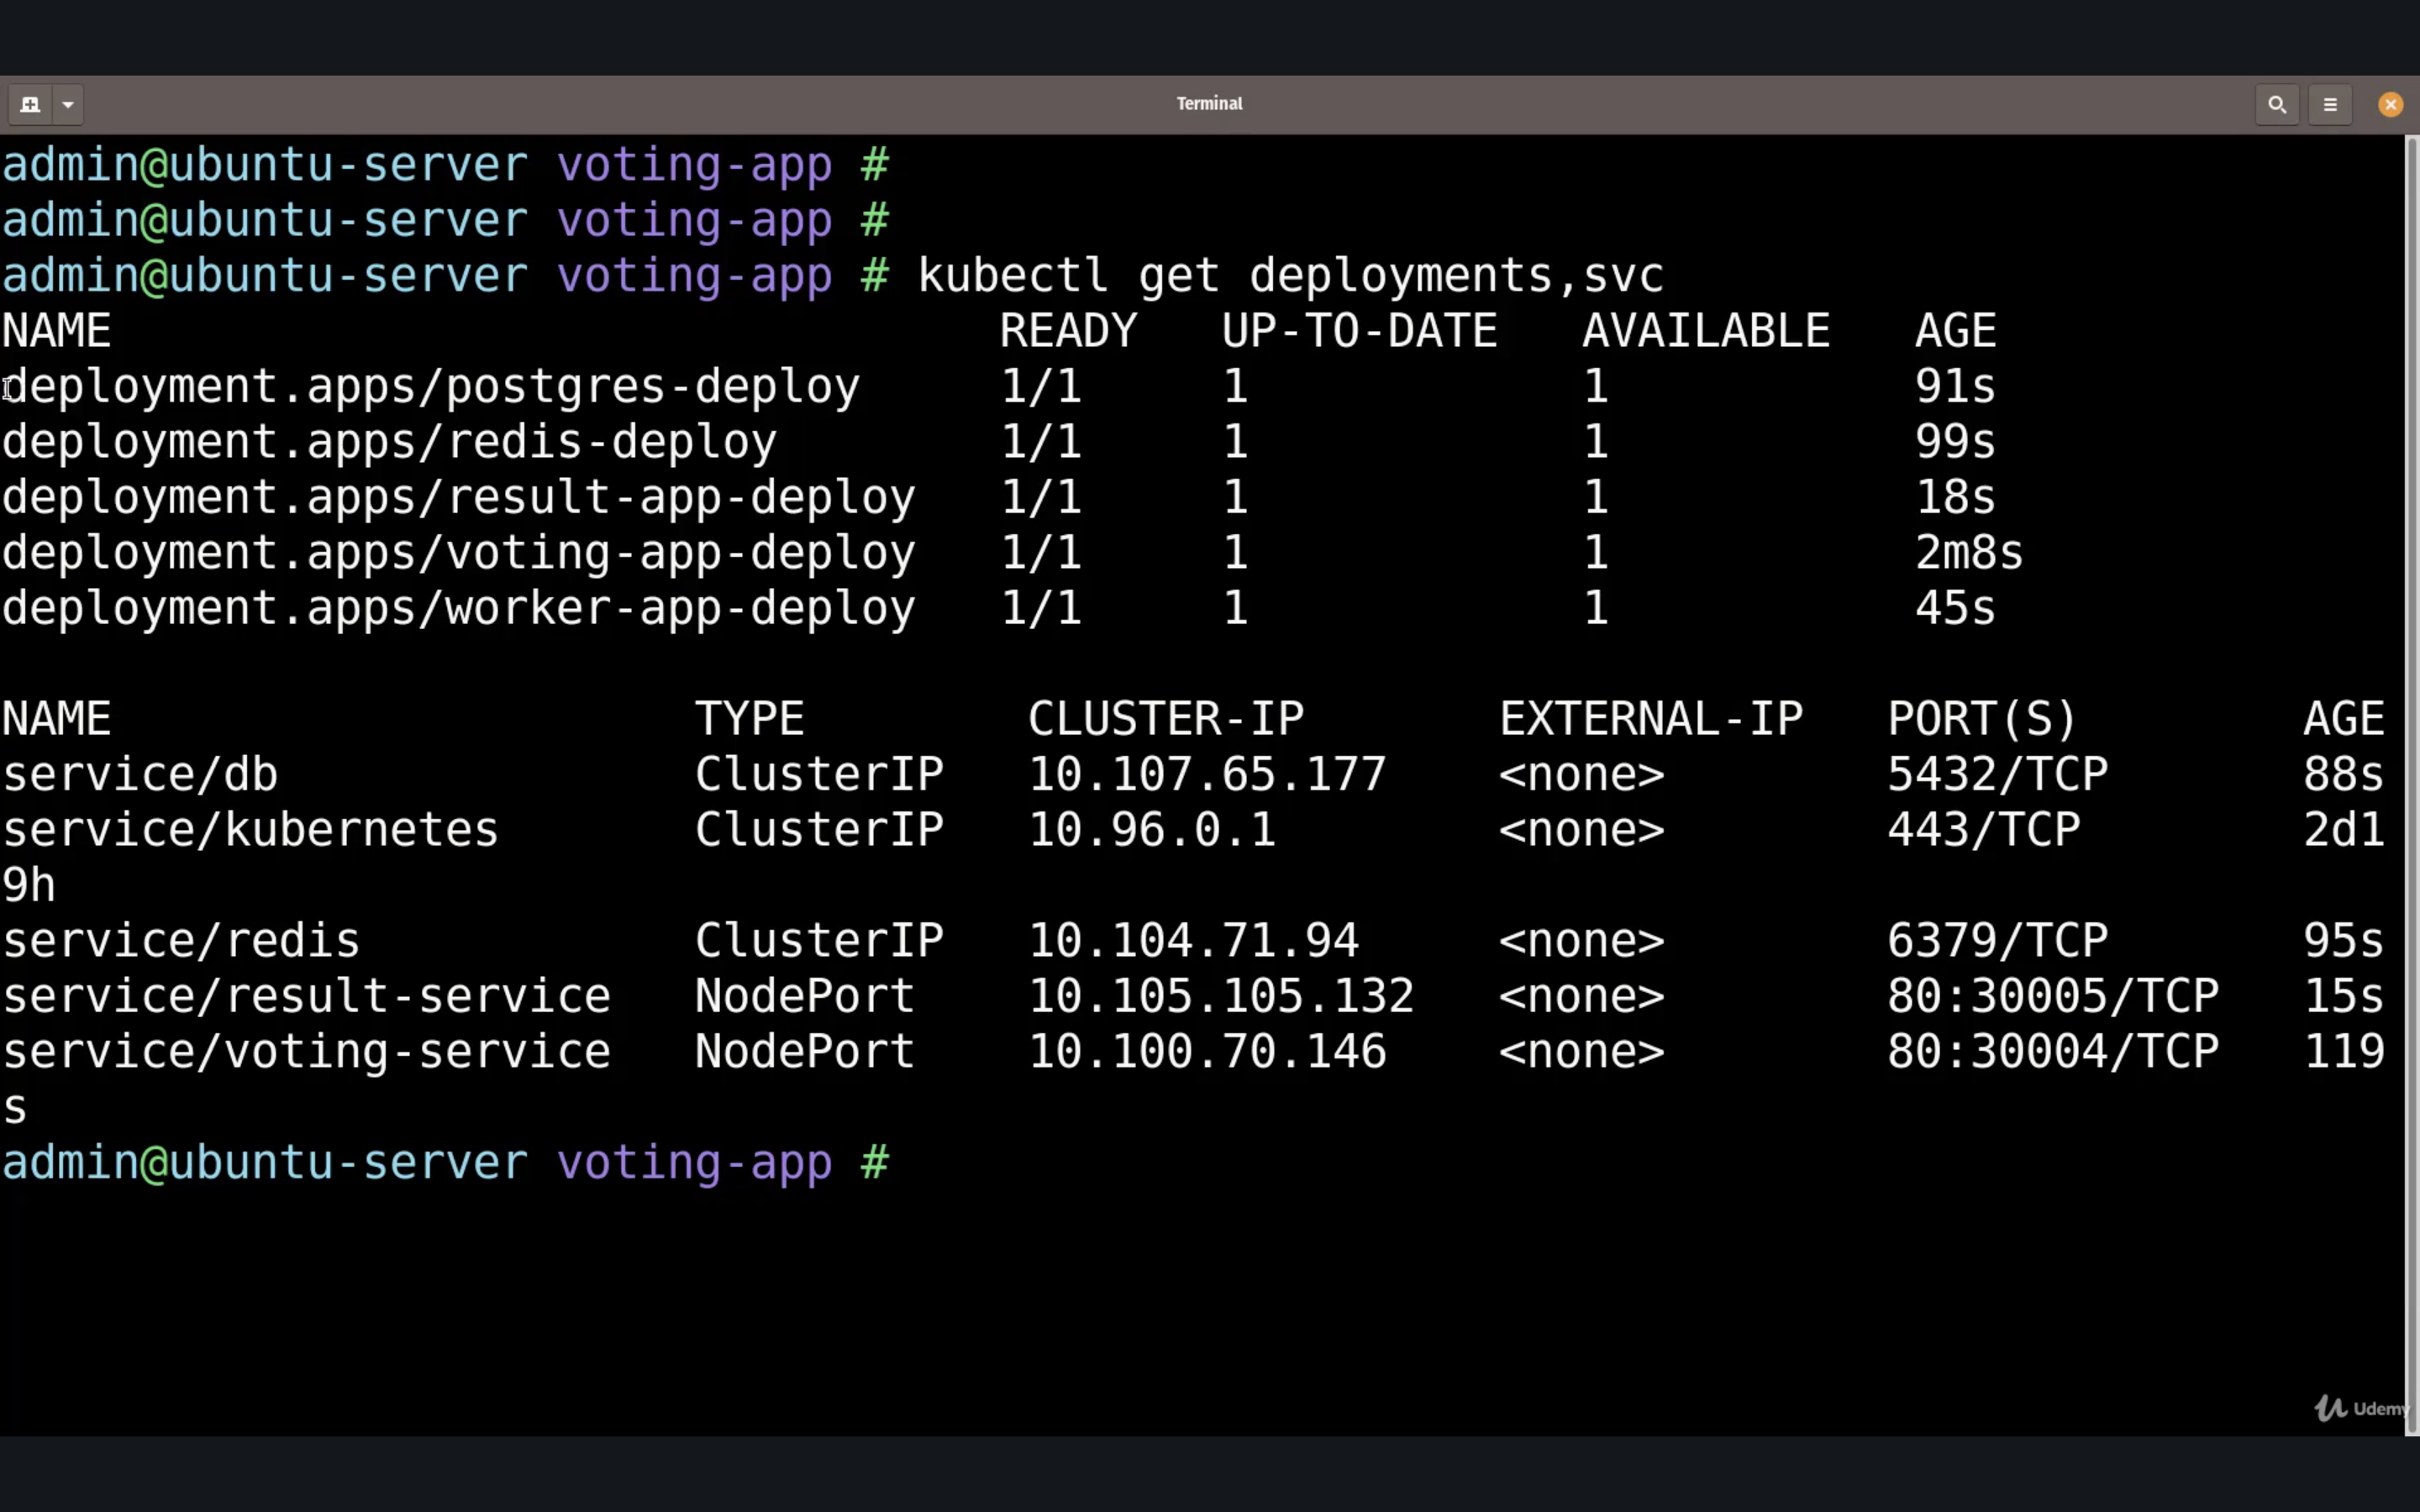 Terminal
admin@ubuntu-server voting-app #
admin@ubuntu-server voting-app #
admin@ubuntu-server voting-app # kubectl get deployments,svc
NAME READY UP-TO-DATE AVAILABLE AGE
deployment.apps/postgres-deploy 1/1 1 1 91s
deployment.apps/redis-deploy 1/1 1 1 99s
deployment.apps/result-app-deploy 1/1 1 1 18s
deployment.apps/voting-app-deploy 1/1 1 1 2m8s
deployment.apps/worker-app-deploy 1/1 1 1 45s
NAME TYPE CLUSTER-IP EXTERNAL-IP PORT(S) AGE
service/db ClusterIP 10.107.65.177 <none> 5432/TCP 88s
service/kubernetes ClusterIP 10.96.0.1 <none> 443/TCP 2d1
9h
service/redis ClusterIP 10.104.71.94 <none> 6379/TCP 95s
service/result-service NodePort 10.105.105.132 <none> 80:30005/TCP 15s
service/voting-service NodePort 10.100.70.146 <none> 80:30004/TCP 119
s
admin@ubuntu-server voting-app #
Udemy